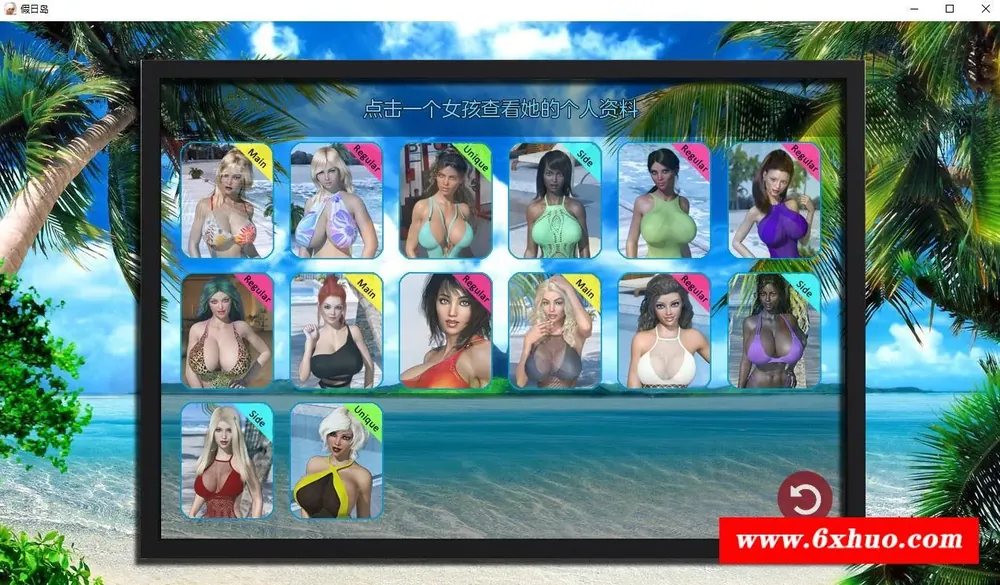 假日岛
点击一个女孩查看她的个人资料
Main
Regular
Unique
Side
Regular
Regular
Regular
Main
Regular
Main
Regular
Side
Side
Unique
www.6xhuo.com